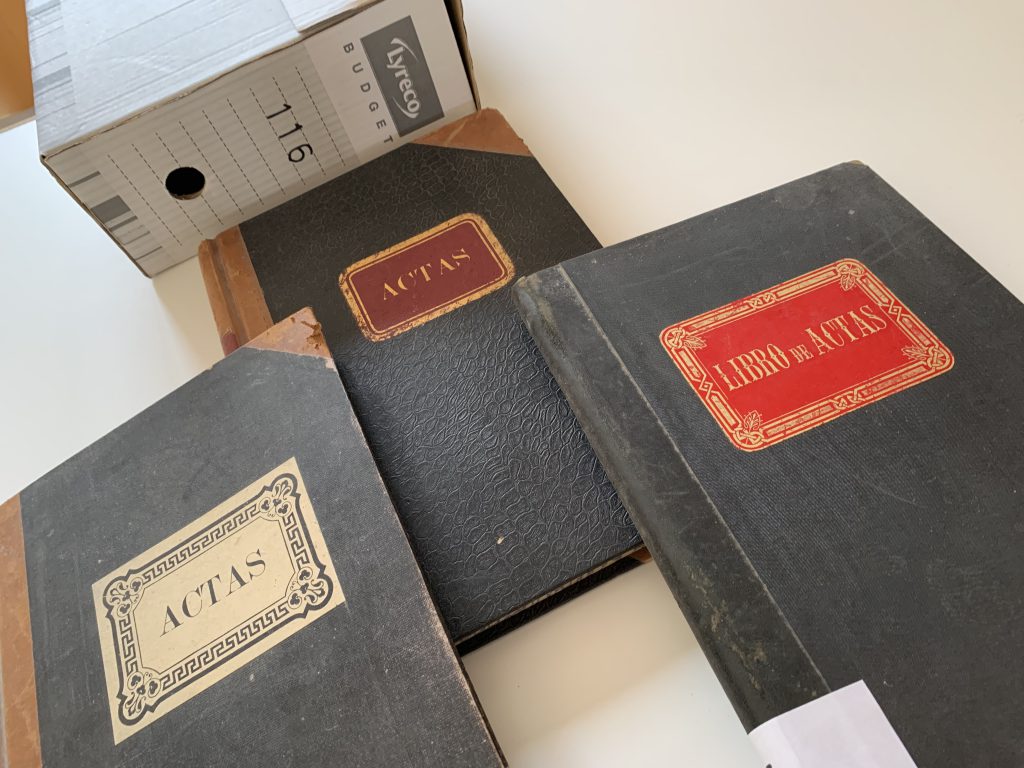 Lyreco
BUDGET
116
ACTAS
LIBRO DE ACTAS
ACTAS